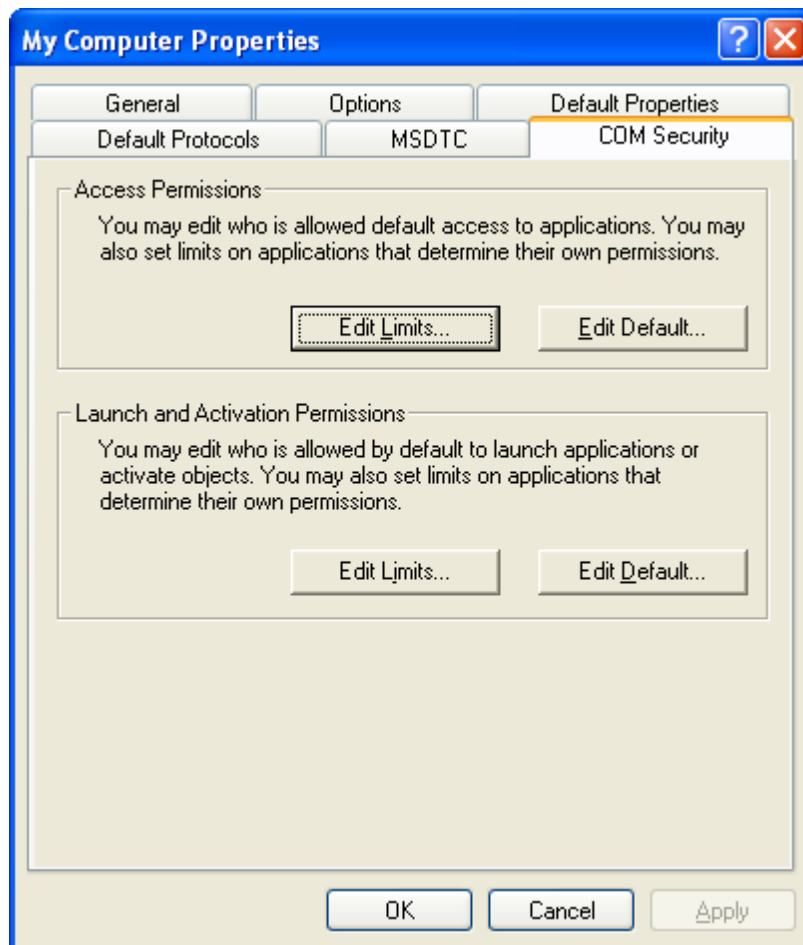 My Computer Properties
General Options Default Properties
Default Protocols MSDTC COM Security
Access Permissions
You may edit who is allowed default access to applications. You may
also set limits on applications that determine their own permissions.
Edit Limits... Edit Default...
Launch and Activation Permissions
You may edit who is allowed by default to launch applications or
activate objects. You may also set limits on applications that
determine their own permissions.
Edit Limits... Edit Default...
OK Cancel Apply